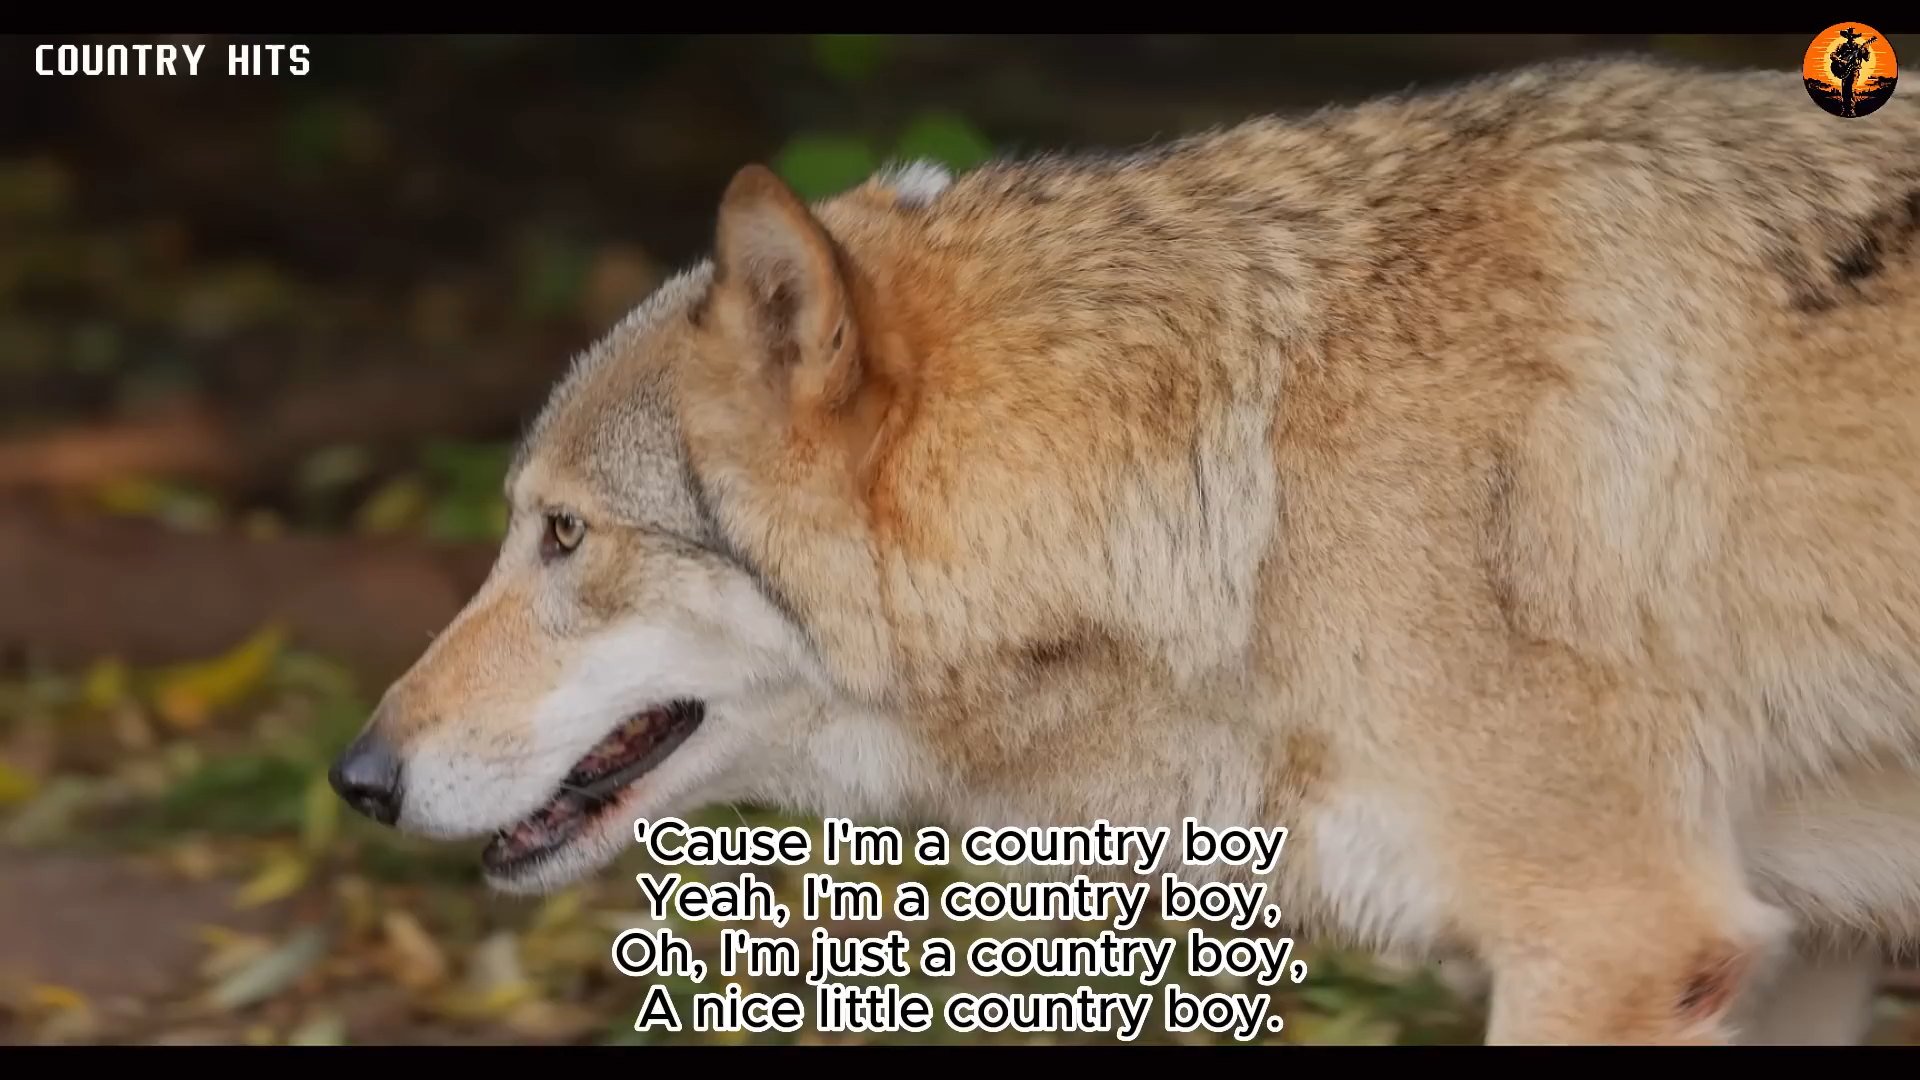 COUNTRY HITS
'Cause I'm a country boy
Yeah, I'm a country boy,
Oh, I'm just a country boy,
A nice little country boy.